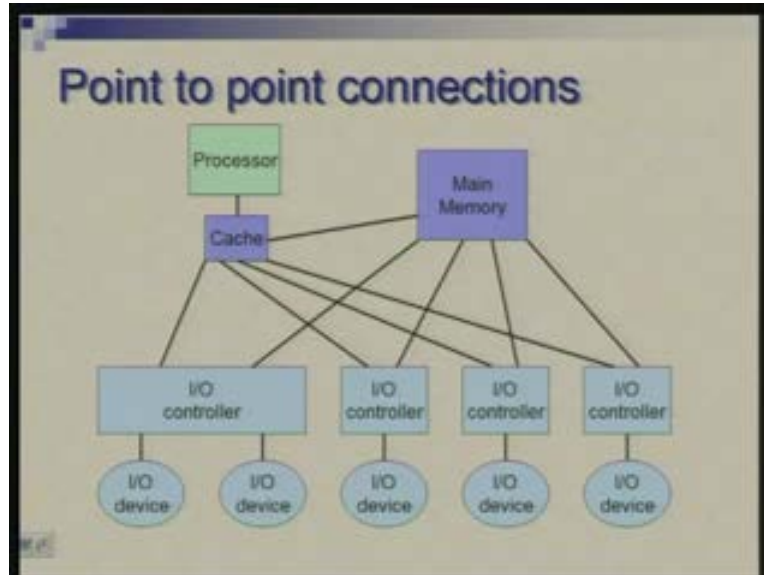 Point to point connections
Processor
Main
Memory
Cache
I/O
controller
I/O
controller
I/O
controller
I/O
controller
I/O
device
I/O
device
I/O
device
I/O
device
I/O
device